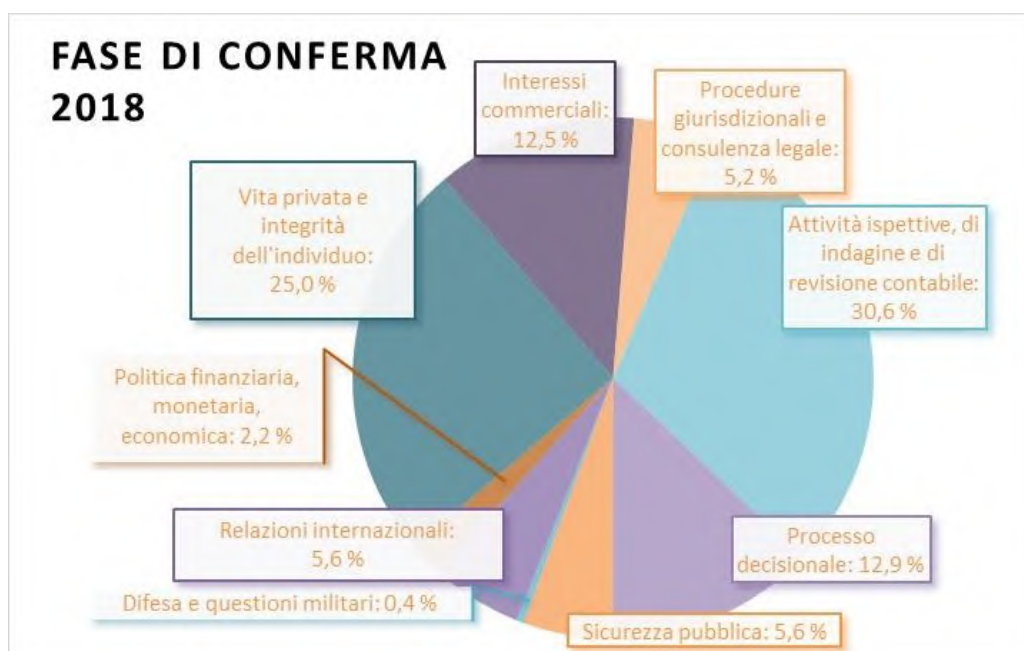 FASE DI CONFERMA
2018
Interessi
commerciali:
12,5 %
Procedure
giurisdizionali e
consulenza legale:
5,2 %
Vita privata e
integrità
dell'individuo:
25,0 %
Attività ispettive, di
indagine e di
revisione contabile:
30,6 %
Politica finanziaria,
monetaria,
economica: 2,2 %
Relazioni internazionali:
5,6 %
Processo
decisionale: 12,9 %
Difesa e questioni militari: 0,4 %
Sicurezza pubblica: 5,6 %